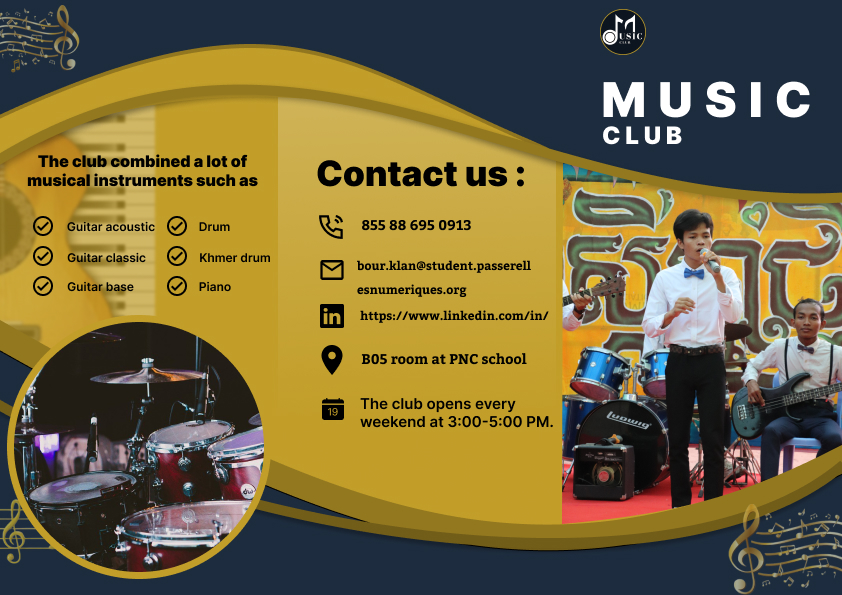 MUSIC
CLUB
MUSIC
CLUB
The club combined a lot of
musical instruments such as
Guitar acoustic
Drum
Guitar classic
Khmer drum
Guitar base
Piano
Contact us :
855 88 695 0913
bour.klan@student.passerell
esnumeriques.org
https://www.linkedin.com/in/
B05 room at PNC school
19
The club opens every
weekend at 3:00-5:00 PM.
Ludwig